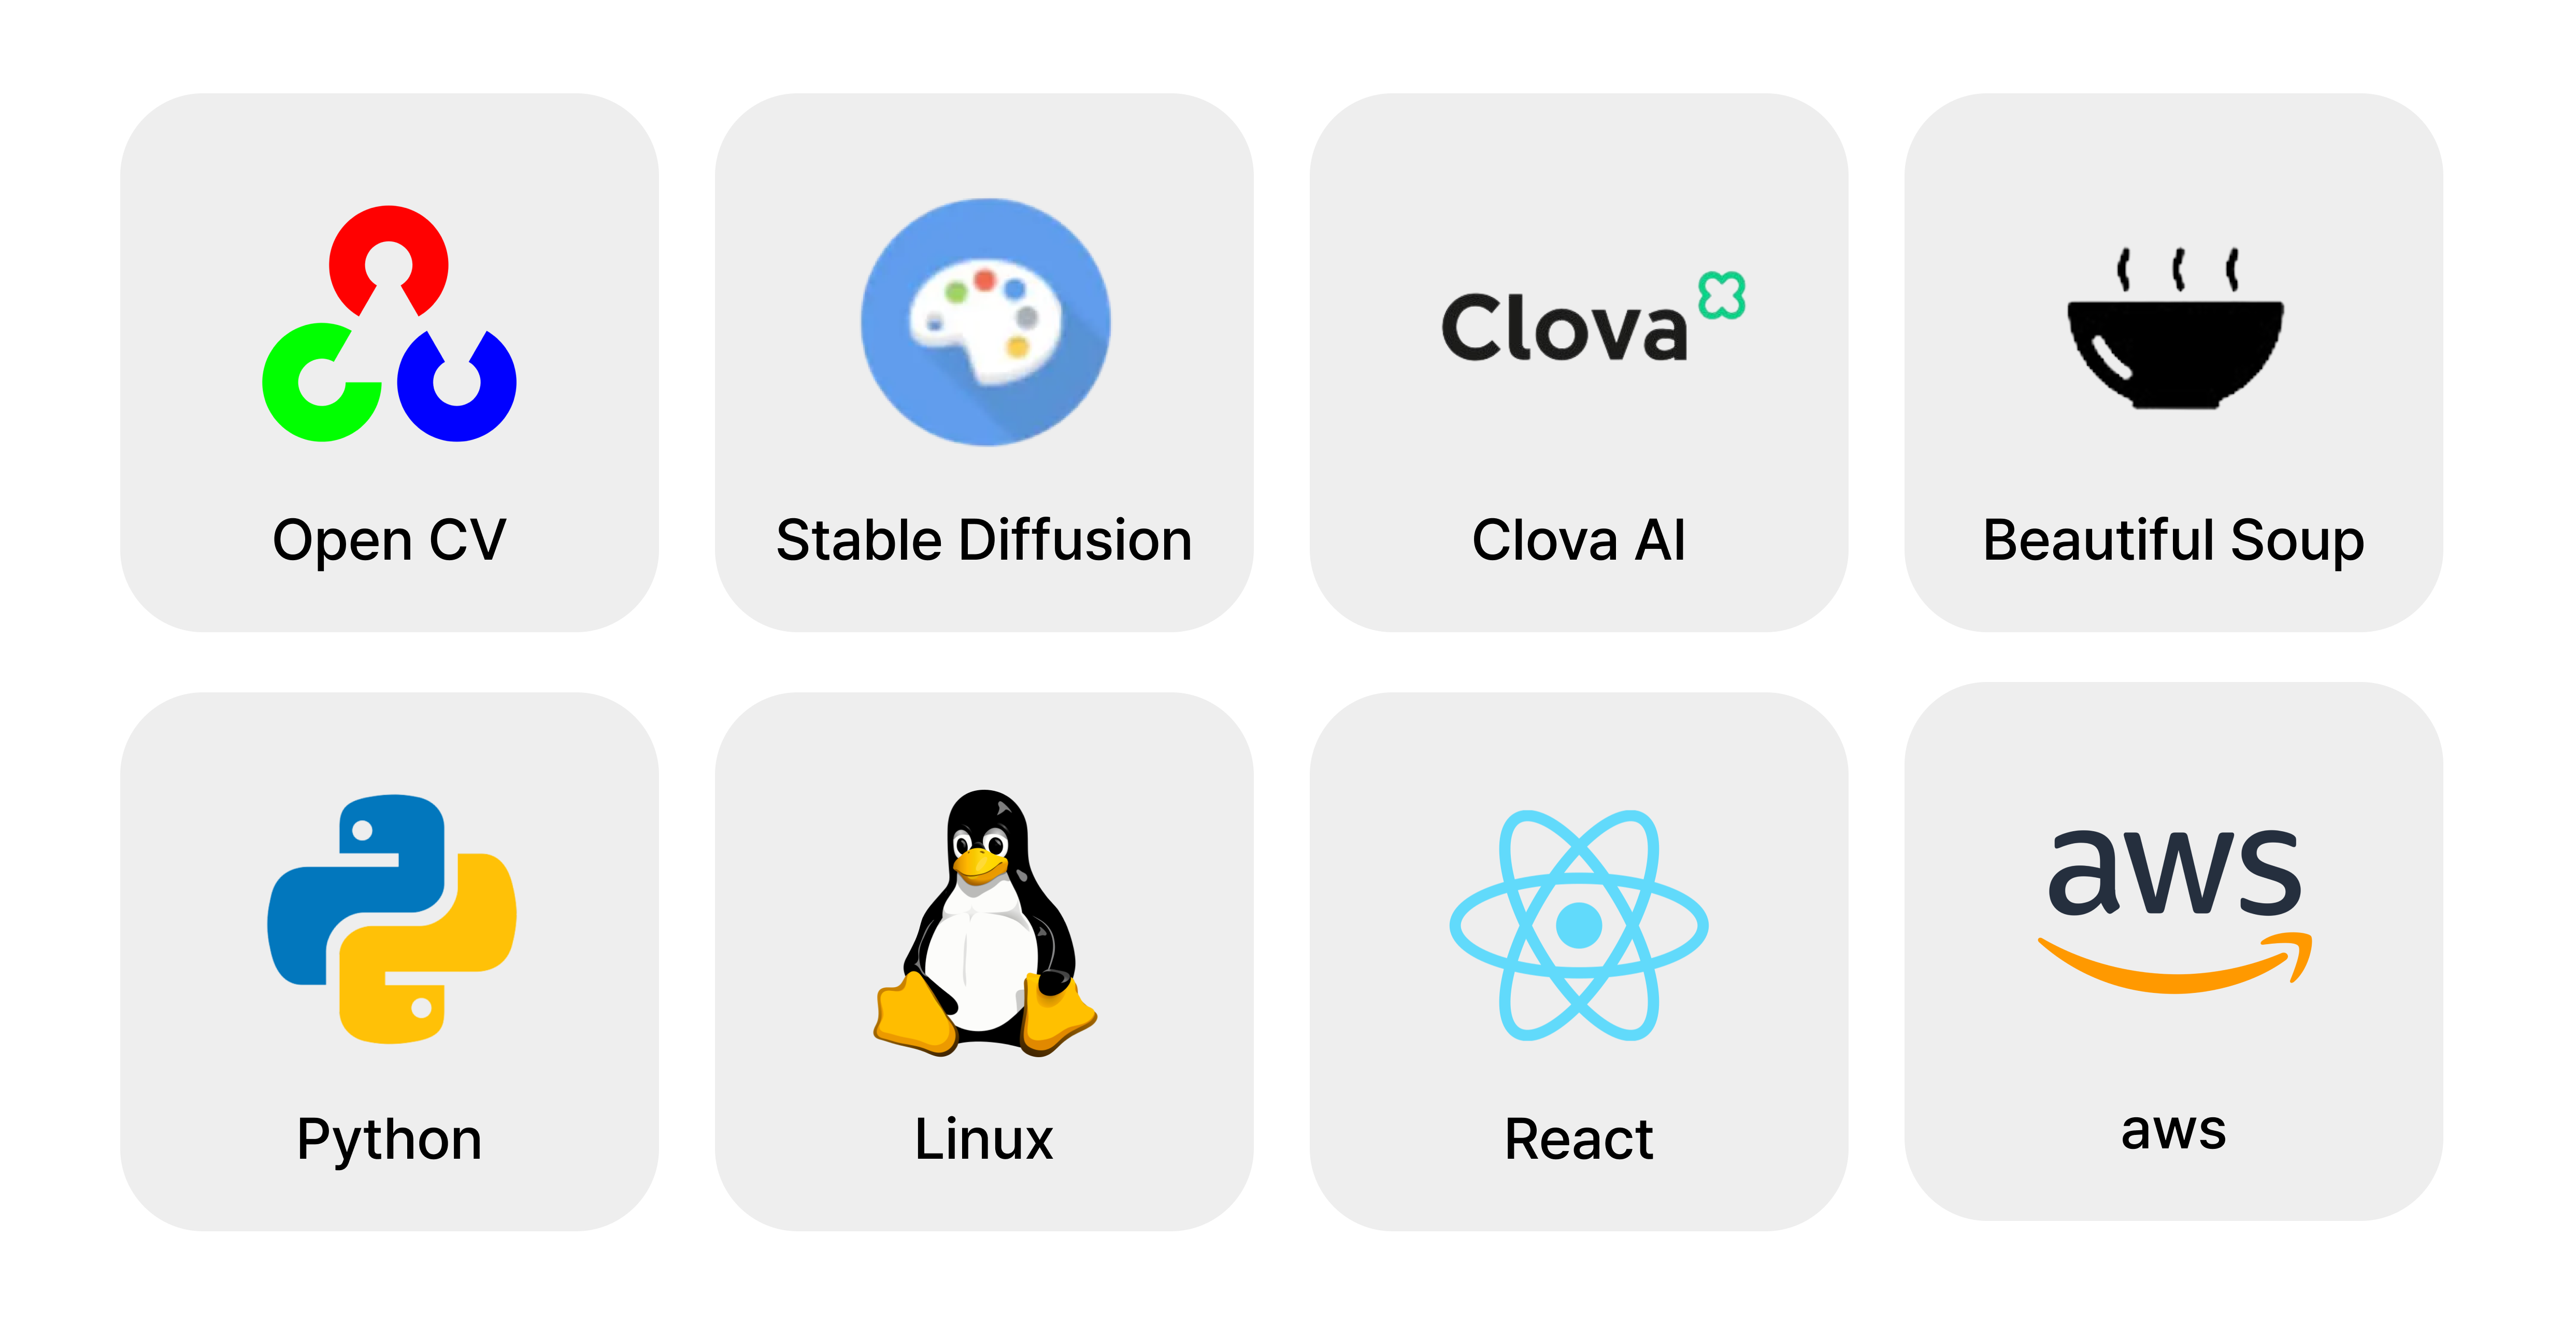 Clova
Open CV
Stable Diffusion
Clova AI
Beautiful Soup
aws
Python
Linux
React
aws